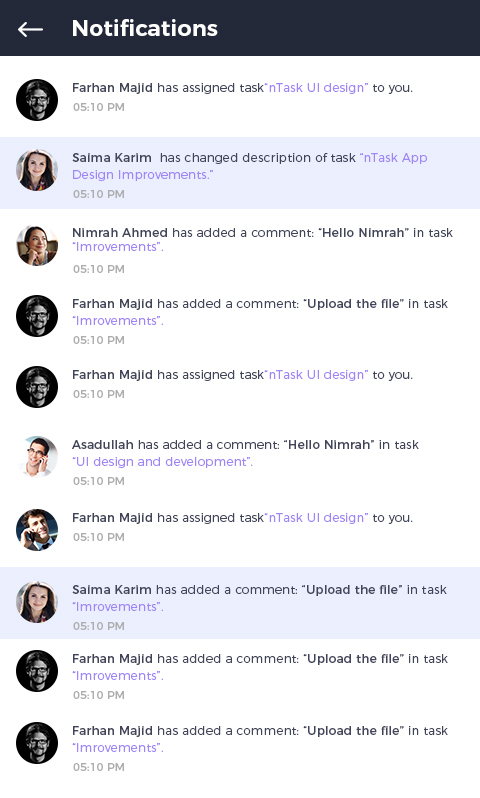 Notifications
Farhan Majid has assigned task“nTask UI design” to you.
05:10 PM
Saima Karim  has changed description of task “nTask App
Design Improvements.”
05:10 PM
Nimrah Ahmed has added a comment: “Hello Nimrah” in task
“Imrovements”.
05:10 PM
Farhan Majid has added a comment: “Upload the file” in task
“Imrovements”.
05:10 PM
Farhan Majid has assigned task“nTask UI design” to you.
05:10 PM
Asadullah has added a comment: “Hello Nimrah” in task
“UI design and development”.
05:10 PM
Farhan Majid has assigned task“nTask UI design” to you.
05:10 PM
Saima Karim has added a comment: “Upload the file” in task
“Imrovements”.
05:10 PM
Farhan Majid has added a comment: “Upload the file” in task
“Imrovements”.
05:10 PM
Farhan Majid has added a comment: “Upload the file” in task
“Imrovements”.
05:10 PM